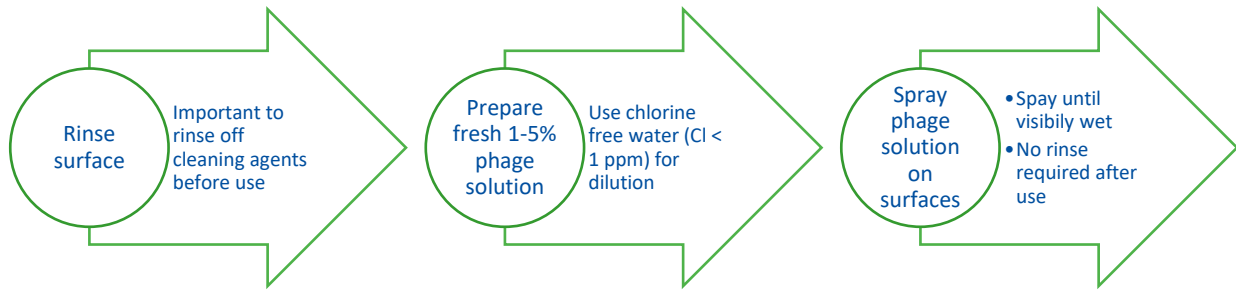 Rinse
surface
Important to
rinse off
cleaning agents
before use
Prepare
fresh 1-5%
phage
solution
Use chlorine
free water (Cl <
1 ppm) for
dilution
Spray
phage
solution
on
surfaces
•Spay until
visibily wet
•No rinse
required after
use